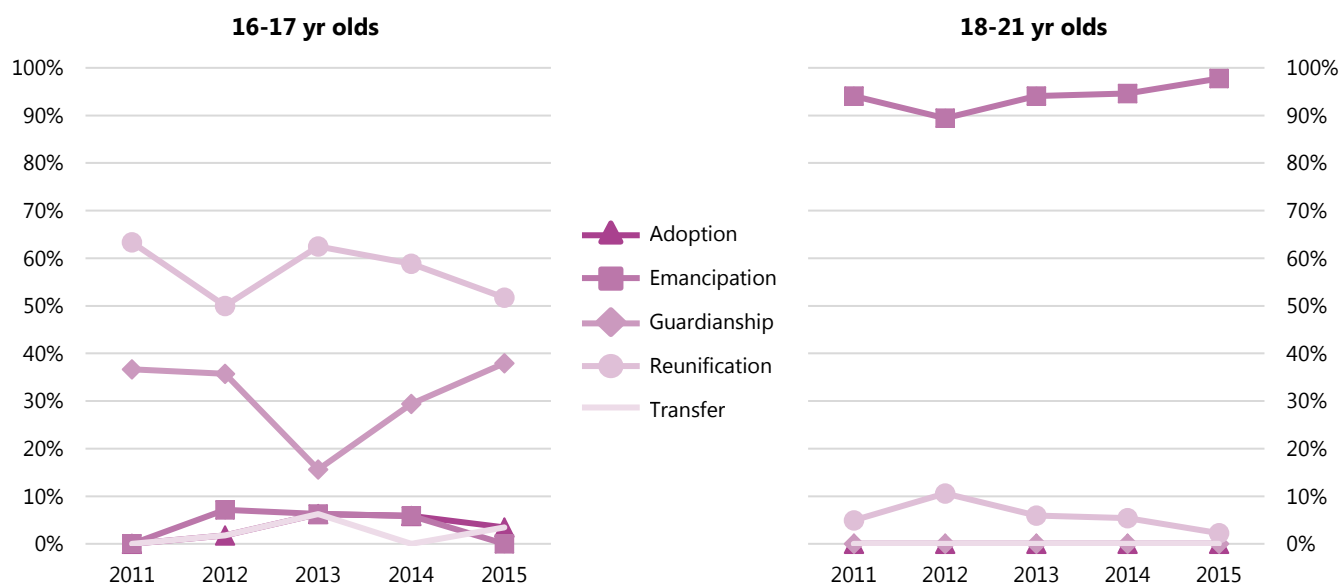 16-17 yr olds
100%
90%
80%
70%
60%
50%
40%
30%
20%
10%
0%
2011 2012 2013 2014 2015
Adoption
Emancipation
Guardianship
Reunification
Transfer
18-21 yr olds
100%
90%
80%
70%
60%
50%
40%
30%
20%
10%
0%
2011 2012 2013 2014 2015